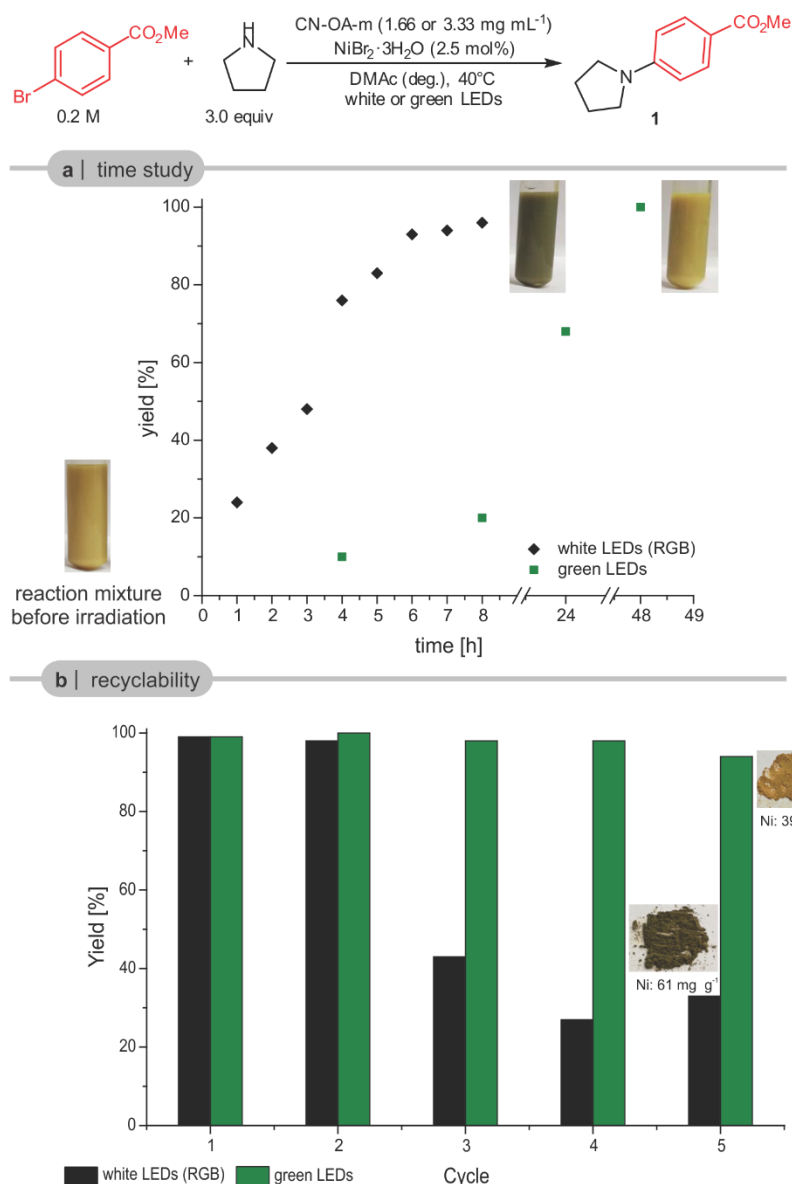 CN-OA-m (1.66 or 3.33 mg mL⁻¹)
NiBr₂·3H₂O (2.5 mol%)
DMAc (deg.), 40°C
white or green LEDs
CO₂Me
Br
0.2 M
+
H
N
3.0 equiv
CO₂Me
N
1
a | time study
100
80
60
40
20
0
yield [%]
0 1 2 3 4 5 6 7 8 24 48 49
time [h]
white LEDs (RGB)
green LEDs
reaction mixture
before irradiation
b | recyclability
100
80
60
40
20
0
Yield [%]
Ni: 39
Ni: 61 mg g⁻¹
1 2 3 4 5
Cycle
white LEDs (RGB) green LEDs